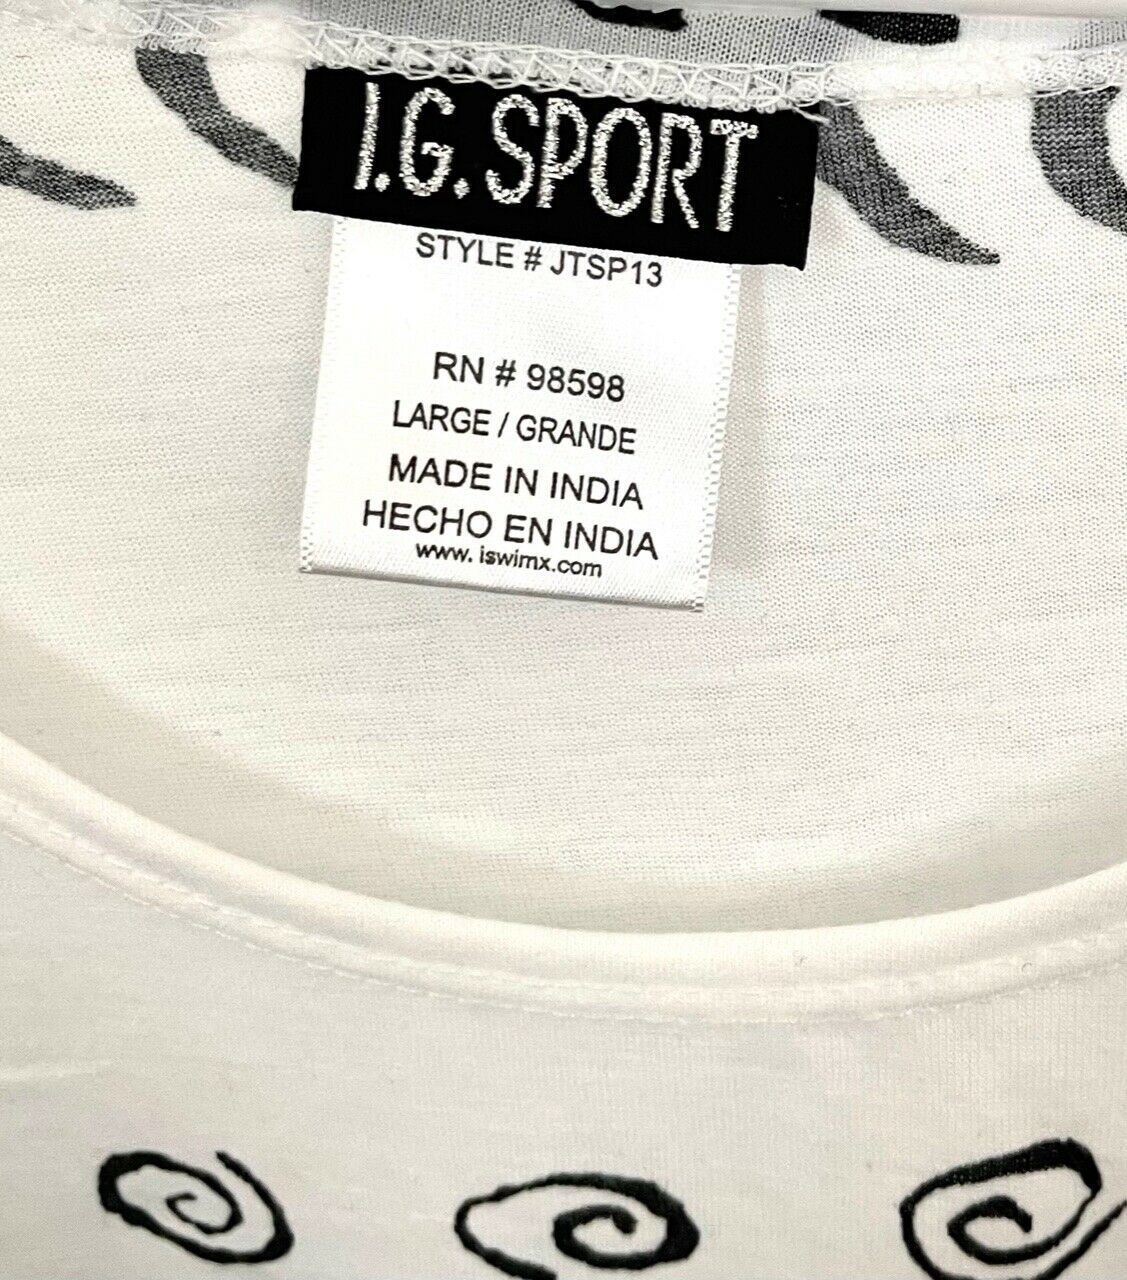 I.G. SPORT
STYLE # JTSP13
RN # 98598
LARGE / GRANDE
MADE IN INDIA
HECHO EN INDIA
www. iswimx.com